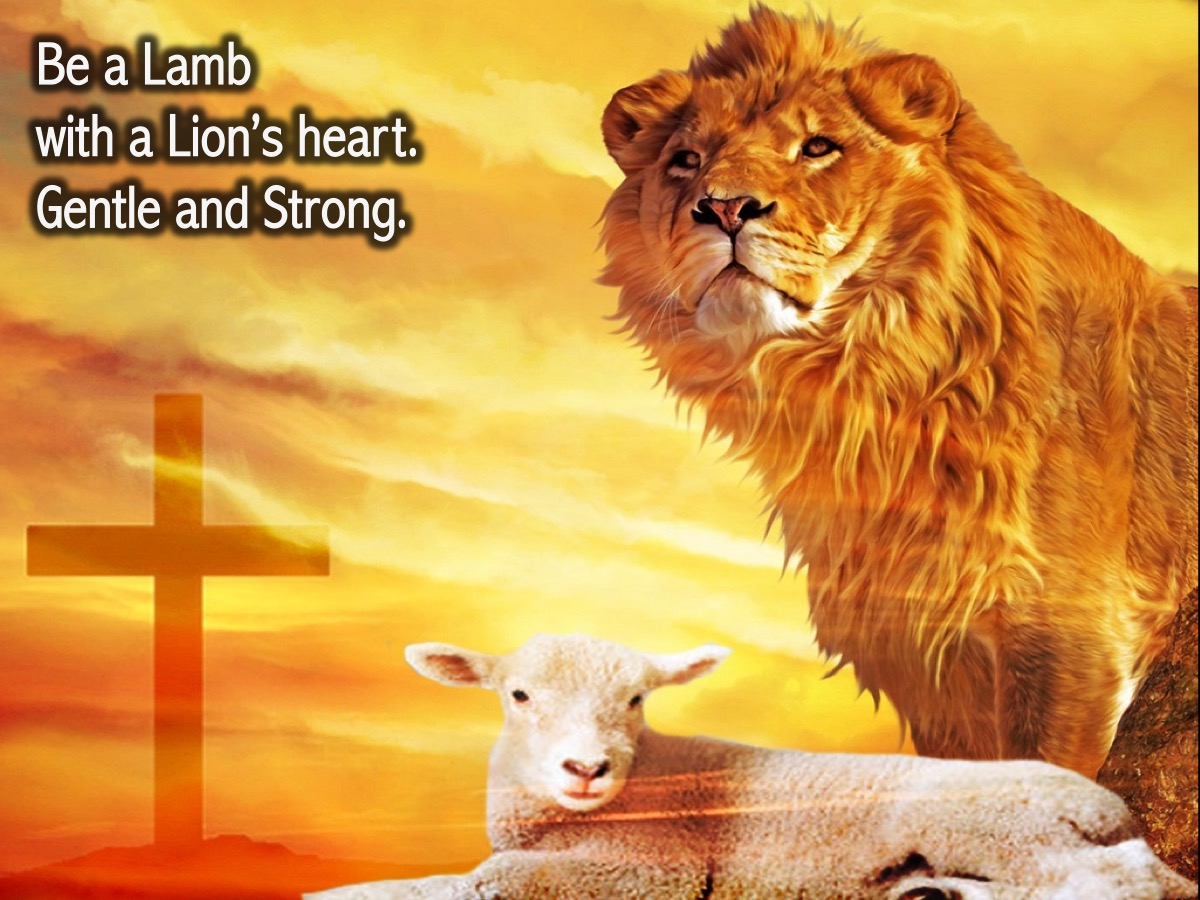 Be a Lamb
with a Lion’s heart.
Gentle and Strong.